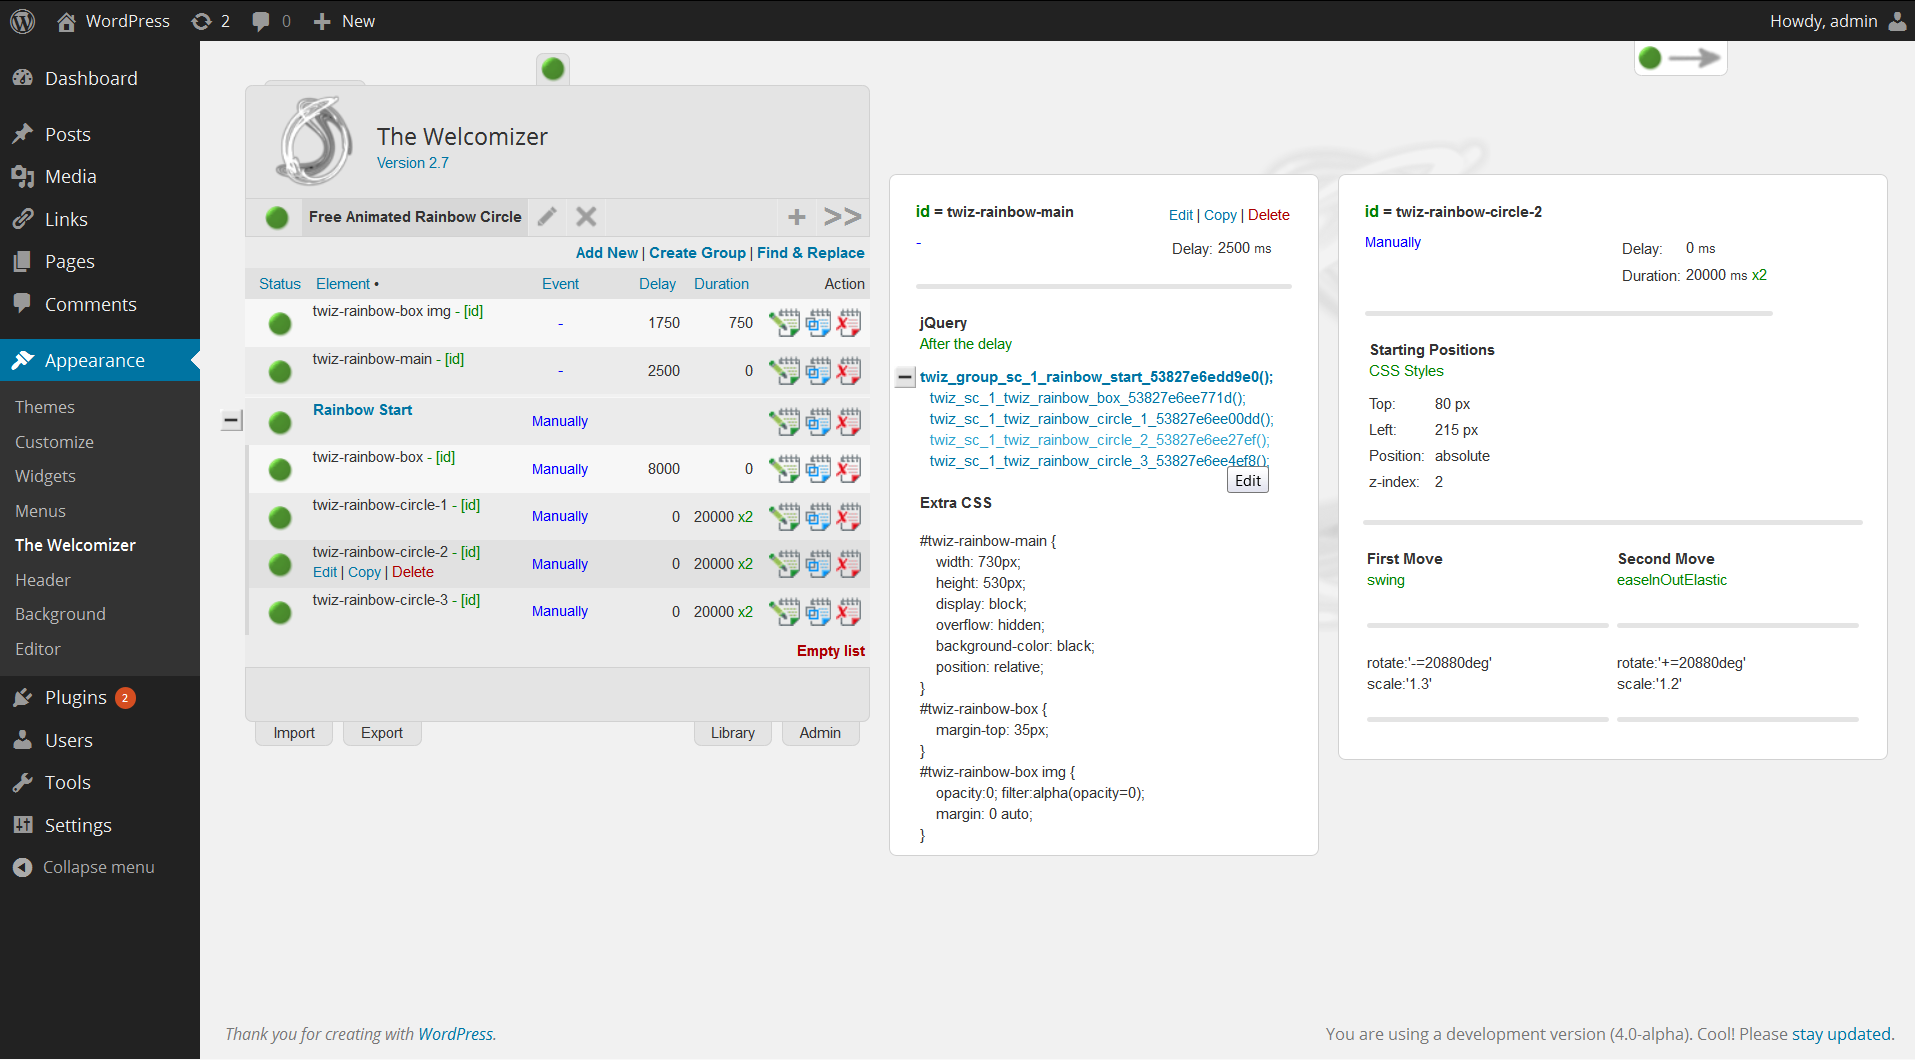 WordPress 2 0 New Howdy, admin
Dashboard
Posts
Media
Links
Pages
Comments
Appearance
Themes
Customize
Widgets
Menus
The Welcomizer
Header
Background
Editor
Plugins 2
Users
Tools
Settings
Collapse menu
The Welcomizer
Version 2.7
Free Animated Rainbow Circle
Add New | Create Group | Find & Replace
Status Element • Event Delay Duration Action
twiz-rainbow-box img - [id] - 1750 750
twiz-rainbow-main - [id] - 2500 0
Rainbow Start Manually
twiz-rainbow-box - [id] Manually 8000 0
twiz-rainbow-circle-1 - [id] Manually 0 20000 x2
twiz-rainbow-circle-2 - [id] Manually 0 20000 x2
Edit | Copy | Delete
twiz-rainbow-circle-3 - [id] Manually 0 20000 x2
Empty list
Import Export Library Admin
id = twiz-rainbow-main Edit | Copy | Delete
- Delay: 2500 ms
jQuery
After the delay
twiz_group_sc_1_rainbow_start_53827e6edd9e0();
twiz_sc_1_twiz_rainbow_box_53827e6ee771d();
twiz_sc_1_twiz_rainbow_circle_1_53827e6ee00dd();
twiz_sc_1_twiz_rainbow_circle_2_53827e6ee27ef();
twiz_sc_1_twiz_rainbow_circle_3_53827e6ee4ef8();
Edit
Extra CSS
#twiz-rainbow-main {
width: 730px;
height: 530px;
display: block;
overflow: hidden;
background-color: black;
position: relative;
}
#twiz-rainbow-box {
margin-top: 35px;
}
#twiz-rainbow-box img {
opacity:0; filter:alpha(opacity=0);
margin: 0 auto;
}
id = twiz-rainbow-circle-2
Manually Delay: 0 ms
Duration: 20000 ms x2
Starting Positions
CSS Styles
Top: 80 px
Left: 215 px
Position: absolute
z-index: 2
First Move Second Move
swing easeInOutElastic
rotate:'-=20880deg' rotate:'+=20880deg'
scale:'1.3' scale:'1.2'
Thank you for creating with WordPress.
You are using a development version (4.0-alpha). Cool! Please stay updated.